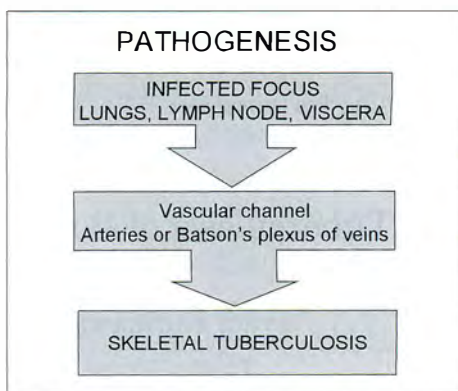 PATHOGENESIS
INFECTED FOCUS
LUNGS, LYMPH NODE, VISCERA
Vascular channel
Arteries or Batson's plexus of veins
SKELETAL TUBERCULOSIS